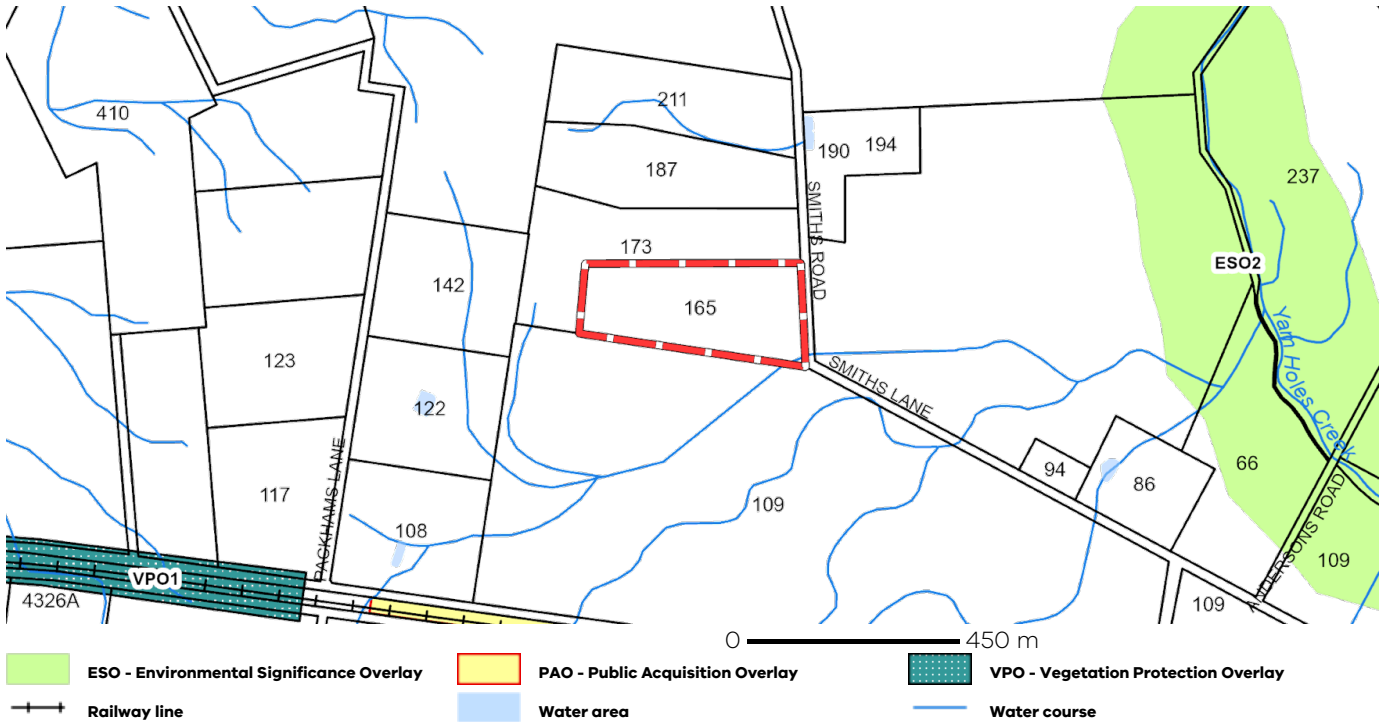 410
211
190
194
187
237
SMITHS ROAD
173
ESO2
142
165
Yam Holes Creek
123
SMITHS LANE
122
PACKHAMS LANE
94
66
86
117
109
ANDERSONS ROAD
108
109
VPO1
4326A
109
0 450 m
ESO - Environmental Significance Overlay
PAO - Public Acquisition Overlay
VPO - Vegetation Protection Overlay
Railway line
Water area
Water course